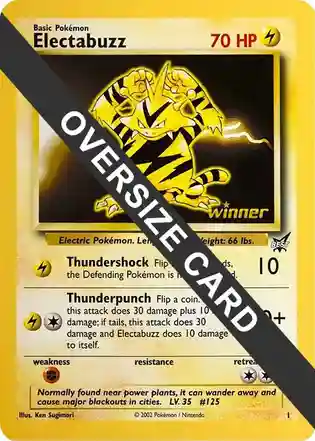 Basic Pokémon
Electabuzz 70 HP
winner
BEST
Electric Pokémon. Len Weight: 66 lbs.
Thundershock Flip
the Defending Pokémon is 10
Thunderpunch Flip a coin.
this attack does 30 damage plus 10
damage; if tails, this attack does 30
and Electabuzz does 10 damage +
to itself.
weakness resistance
Normally found near power plants, it can wander away and
cause major blackouts in cities. LV. 35 #125
Illus. Ken Sugimori © 2002 Pokémon / Nintendo. 1
OVERSIZE CARD